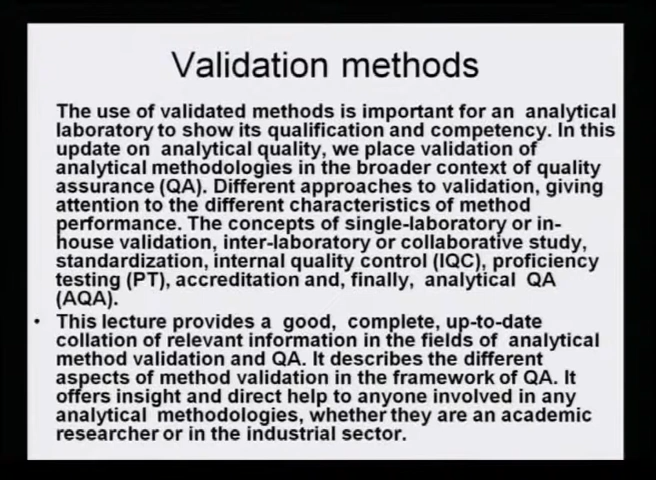 Validation methods
The use of validated methods is important for an analytical
laboratory to show its qualification and competency. In this
update on analytical quality, we place validation of
analytical methodologies in the broader context of quality
assurance (QA). Different approaches to validation, giving
attention to the different characteristics of method
performance. The concepts of single-laboratory or in-
house validation, inter-laboratory or collaborative study,
standardization, internal quality control (IQC), proficiency
testing (PT), accreditation and, finally, analytical QA
(AQA).
• This lecture provides a good, complete, up-to-date
collation of relevant information in the fields of analytical
method validation and QA. It describes the different
aspects of method validation in the framework of QA. It
offers insight and direct help to anyone involved in any
analytical methodologies, whether they are an academic
researcher or in the industrial sector.